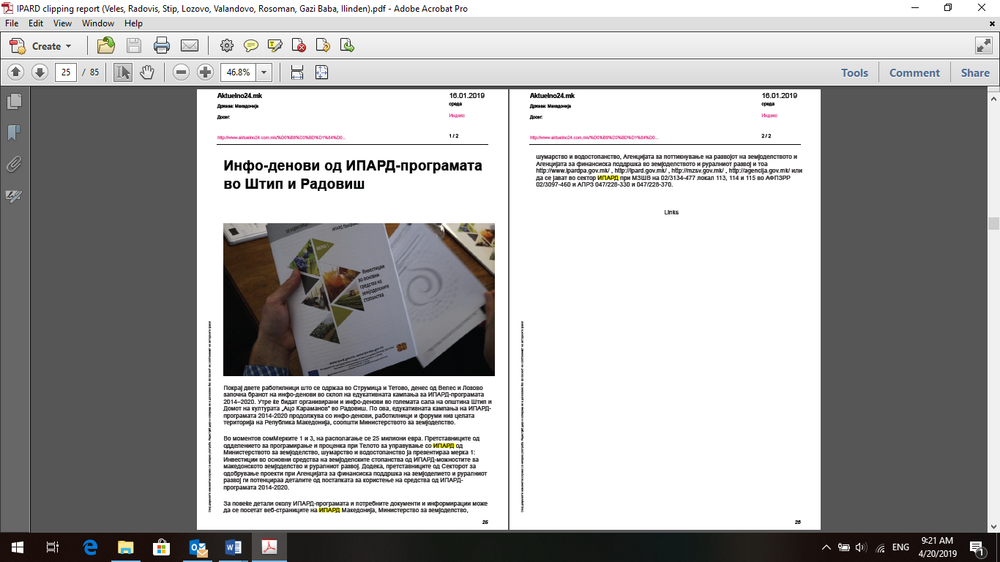 IPARD clipping report (Veles, Radovis, Stip, Lozovo, Valandovo, Rosoman, Gazi Baba, Ilinden).pdf - Adobe Acrobat Pro
File Edit View Window Help
Create
25 / 85 46.8% Tools Comment Share
Aktuelno24.mk 16.01.2019
Држава: Македонија среда
Досег: Индекс
http://www.aktuelno24.com.mk/%D0%B8%D0%BD%D1%84%D0... 1 / 2
Инфо-денови од ИПАРД-програмата
во Штип и Радовиш
ИПАРД Програма
МЕРКА 1
Инвестиции
во основни
средства на
земјоделските
стопанства
Покрај двете работилници што се одржаа во Струмица и Тетово, денес од Велес и Лозово
започна бранот на инфо-денови во склоп на едукативната кампања за ИПАРД-програмата
2014–2020. Утре ќе бидат организирани и инфо-денови во големата сала на општина Штип и
Домот на културата „Ацо Караманов“ во Радовиш. По ова, едукативната кампања на ИПАРД-
програмата 2014-2020 продолжува со инфо-денови, работилници и форуми низ целата
територија на Република Македонија, соопшти Министерството за земјоделство.
Во моментов сомМерките 1 и 3, на располагање се 25 милиони евра. Претставниците од
одделението за програмирање и проценка при Телото за управување со ИПАРД од
Министерството за земјоделство, шумарство и водостопанство ја презентираа мерка 1:
Инвестиции во основни средства на земјоделските стопанства од ИПАРД-можностите за
македонското земјоделство и рурапниот развој. Додека, претставниците од Секторот за
одобрување проекти при Агенцијата за финансиска поддршка на земјоделието и руралниот
развој ги потенцираа деталите од постапката за користење на средства од ИПАРД-
програмата 2014-2020.
За повеќе детали околу ИПАРД-програмата и потребните документи и информирации може
да се посетат веб-страниците на ИПАРД Македонија, Министерство за земјоделство,
25
Aktuelno24.mk 16.01.2019
Држава: Македонија среда
Досег: Индекс
http://www.aktuelno24.com.mk/%D0%B8%D0%BD%D1%84%D0... 2 / 2
шумарство и водостопанство, Агенцијата за поттикнување на развојот на земјоделството и
Агенцијата за финансиска поддршка во земјоделството и руралниот развој и тоа
http://www.ipardpa.gov.mk/ , http://ipard.gov.mk/ , http://mzsv.gov.mk/ , http://agencija.gov.mk/ или
да се јават во сектор ИПАРД при МЗШВ на 02/3134-477 локал 113, 114 и 115 во АФПЗРР
02/3097-460 и АПРЗ 047/228-330 и 047/228-370.
Links
26
ENG
9:21 AM
4/20/2019
1